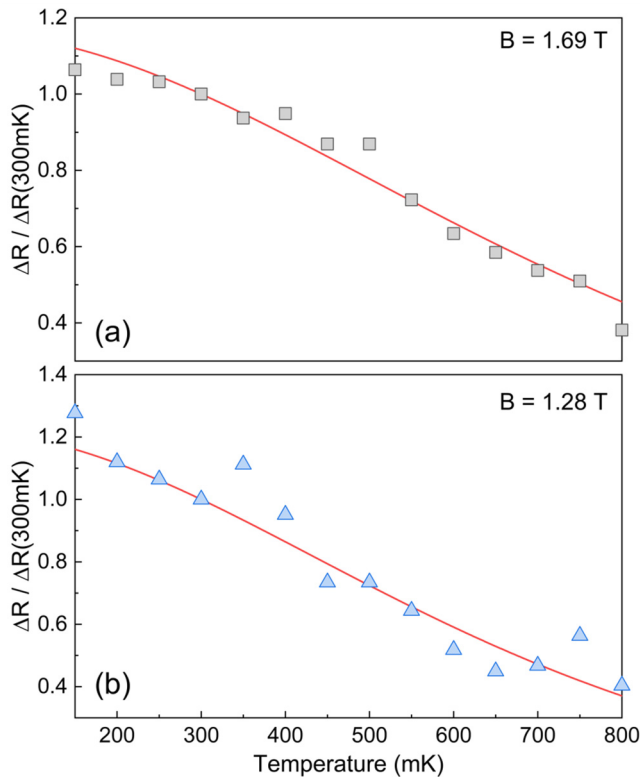 1.2
1.0
0.8
0.6
0.4
ΔR / ΔR(300mK)
B = 1.69 T
(a)
1.4
1.2
1.0
0.8
0.6
0.4
ΔR / ΔR(300mK)
B = 1.28 T
(b)
200 300 400 500 600 700 800
Temperature (mK)